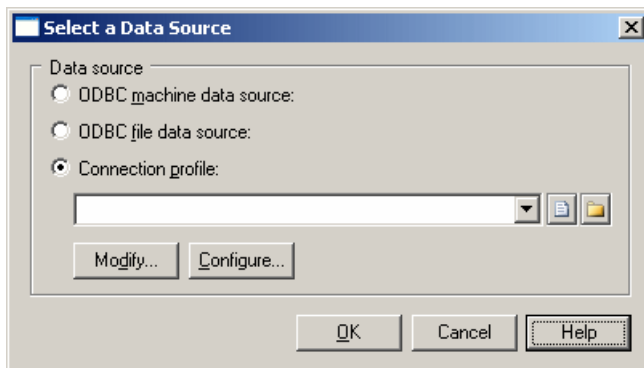 Select a Data Source
Data source
ODBC machine data source:
ODBC file data source:
Connection profile:
Modify... Configure...
OK Cancel Help